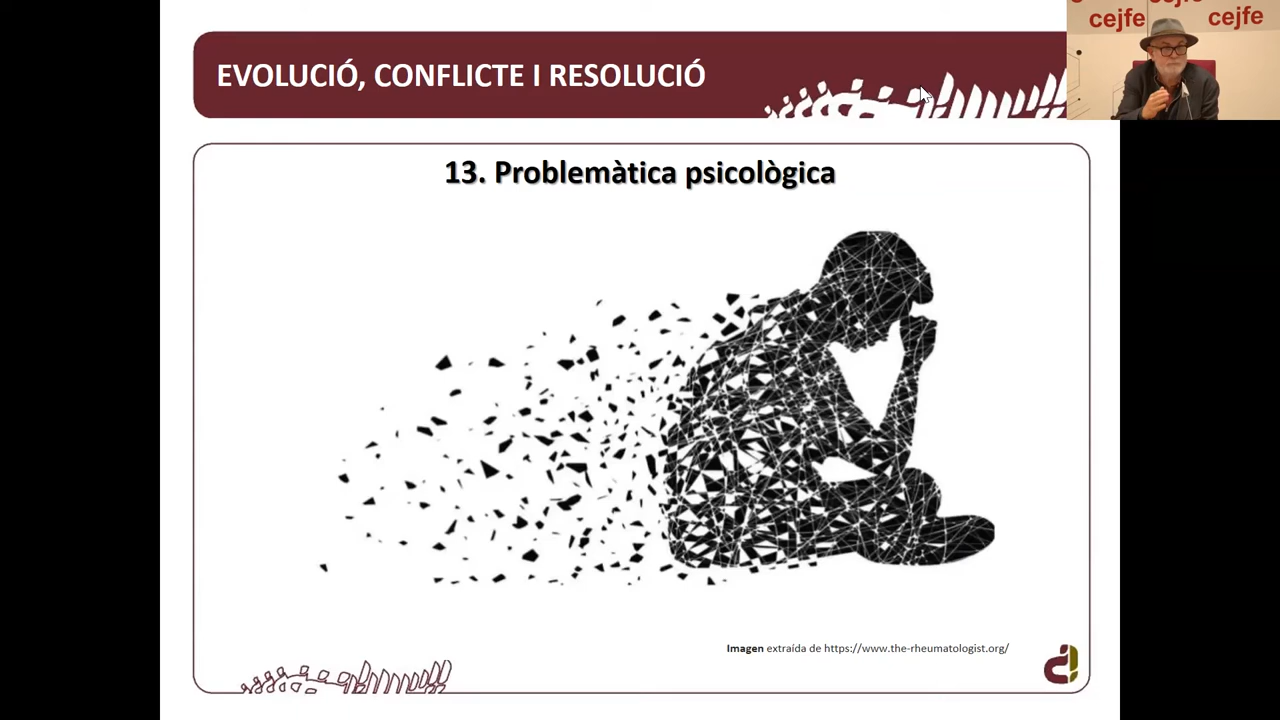 EVOLUCIÓ, CONFLICTE I RESOLUCIÓ
cejfe
cejfe
13. Problemàtica psicològica
Imagen extraída de https://www.the-rheumatologist.org/